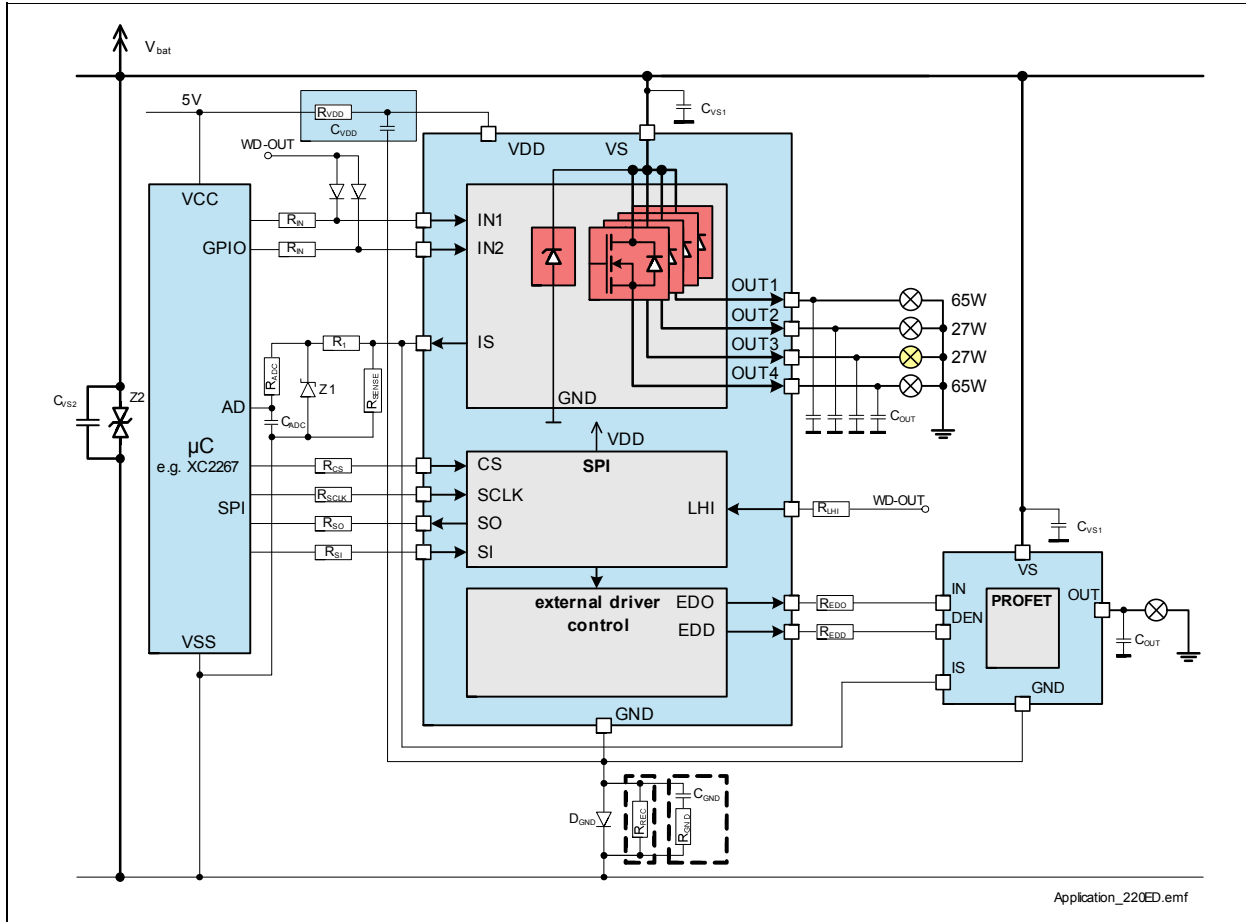 Vbat
5V
RVDD
CVDD
CVS1
WD-OUT
VDD
VS
VCC
RIN
IN1
GPIO
RIN
IN2
OUT1
65W
OUT2
27W
R1
IS
OUT3
27W
RADC
Z1
RSENSE
OUT4
65W
CVS2
Z2
AD
CADC
GND
COUT
µC
e.g. XC2267
VDD
SPI
RCS
CS
RSCLK
SCLK
LHI
RLHI
WD-OUT
SPI
RSO
SO
RSI
SI
CVS1
VS
external driver
control
EDO
REDO
IN
PROFET
OUT
EDD
REDD
DEN
COUT
VSS
IS
GND
GND
DGND
RREC
CGND
RGND
Application_220ED.emf